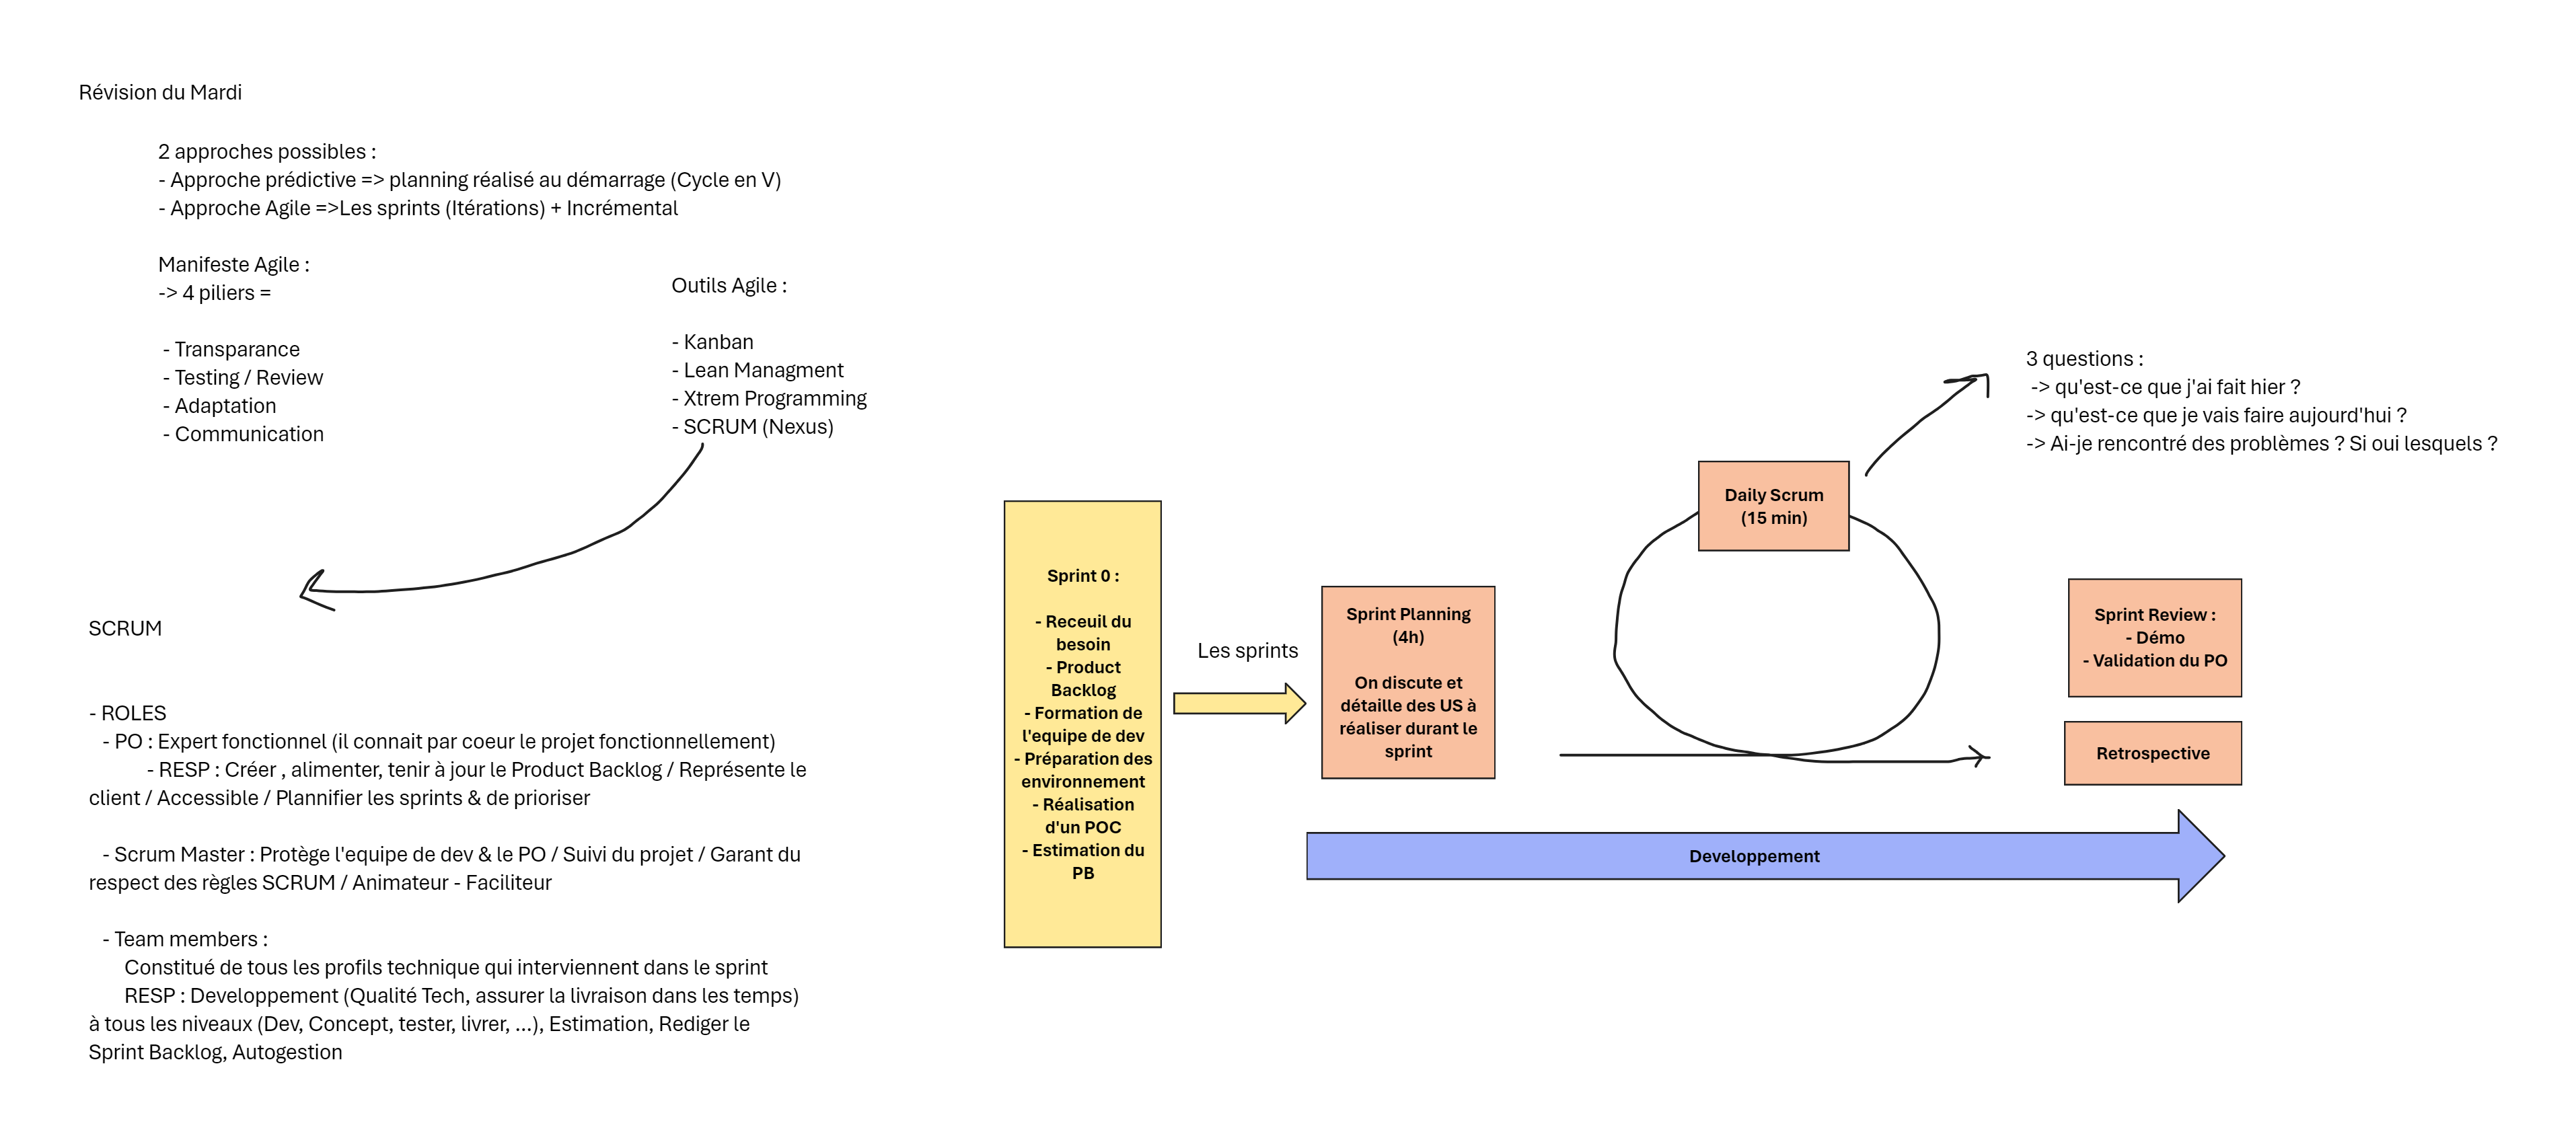 Révision du Mardi
2 approches possibles :
- Approche prédictive => planning réalisé au démarrage (Cycle en V)
- Approche Agile =>Les sprints (Itérations) + Incrémental
Manifeste Agile :
-> 4 piliers =
- Transparance
- Testing / Review
- Adaptation
- Communication
Outils Agile :
- Kanban
- Lean Managment
- Xtrem Programming
- SCRUM (Nexus)
SCRUM
- ROLES
- PO : Expert fonctionnel (il connait par coeur le projet fonctionnellement)
- RESP : Créer , alimenter, tenir à jour le Product Backlog / Représente le
client / Accessible / Plannifier les sprints & de prioriser
- Scrum Master : Protège l'equipe de dev & le PO / Suivi du projet / Garant du
respect des règles SCRUM / Animateur - Faciliteur
- Team members :
Constitué de tous les profils technique qui interviennent dans le sprint
RESP : Developpement (Qualité Tech, assurer la livraison dans les temps)
à tous les niveaux (Dev, Concept, tester, livrer, ...), Estimation, Rediger le
Sprint Backlog, Autogestion
Sprint 0 :
- Receuil du
besoin
- Product
Backlog
- Formation de
l'equipe de dev
- Préparation des
environnement
- Réalisation
d'un POC
- Estimation du
PB
Les sprints
Sprint Planning
(4h)
On discute et
détaille des US à
réaliser durant le
sprint
Daily Scrum
(15 min)
3 questions :
-> qu'est-ce que j'ai fait hier ?
-> qu'est-ce que je vais faire aujourd'hui ?
-> Ai-je rencontré des problèmes ? Si oui lesquels ?
Sprint Review :
- Démo
- Validation du PO
Retrospective
Developpement